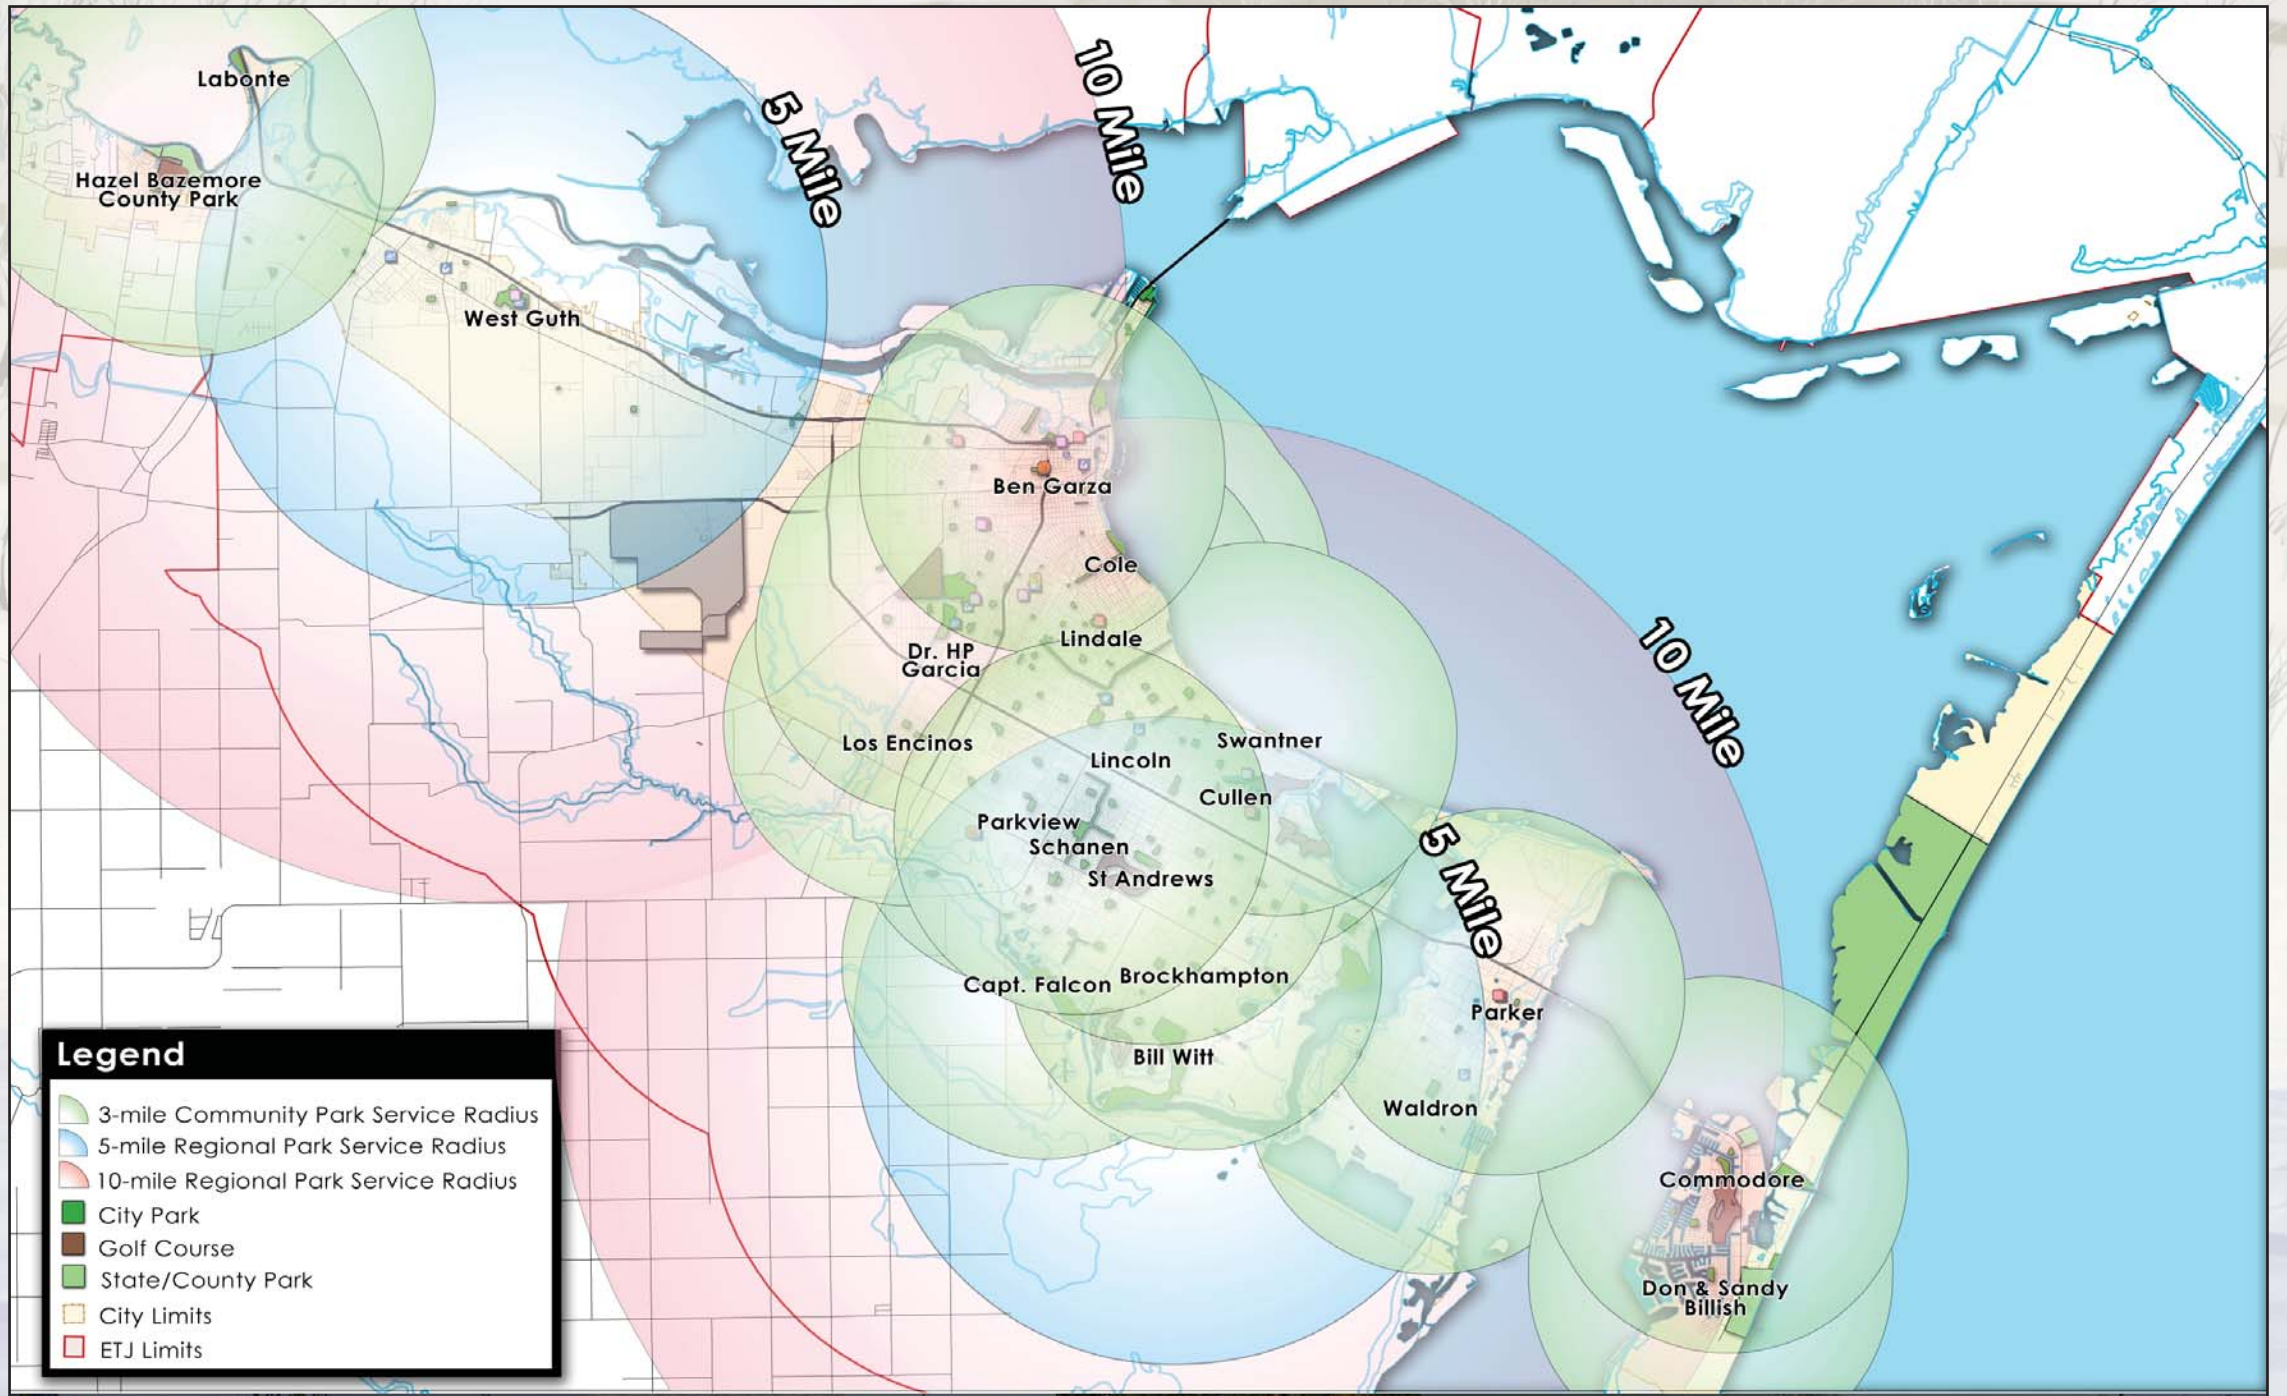 Labonte
Hazel Bazemore
County Park
West Guth
5 Mile
10 Mile
Ben Garza
Cole
Lindale
Dr. HP
Garcia
Los Encinos
Lincoln
Swantner
Cullen
Parkview
Schanen
St Andrews
10 Mile
5 Mile
Capt. Falcon
Brockhampton
Bill Witt
Parker
Waldron
Commodore
Don & Sandy
Billish
Legend
3-mile Community Park Service Radius
5-mile Regional Park Service Radius
10-mile Regional Park Service Radius
City Park
Golf Course
State/County Park
City Limits
ETJ Limits